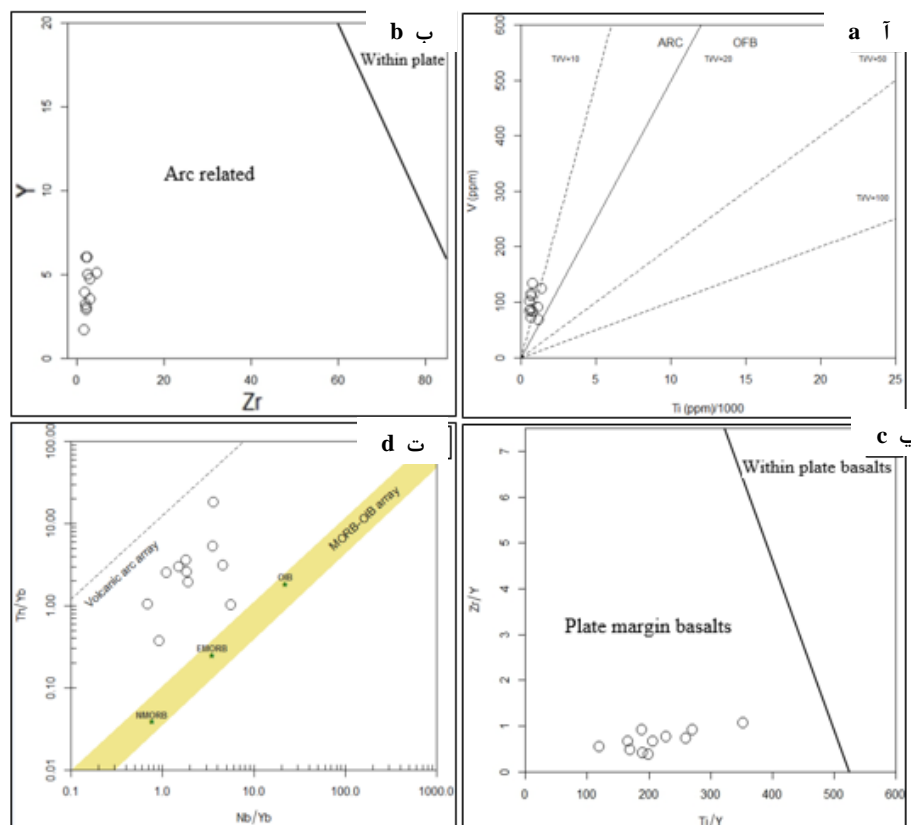 ب b
20
15
10
5
0
Y
Within plate
Arc related
0 20 40 60 80
Zr
آ a
600
500
400
300
200
100
0
V (ppm)
ARC OFB
Ti/V=10 Ti/V=20 Ti/V=50
Ti/V=100
0 5 10 15 20 25
Ti (ppm)/1000
ت d
100.00
10.00
1.00
0.10
0.01
Th/Yb
Volcanic arc array
MORB-OIB array
OIB
EMORB
NMORB
0.1 1.0 10.0 100.0 1000.0
Nb/Yb
c
7
6
5
4
3
2
1
0
Zr/Y
Within plate basalts
Plate margin basalts
0 100 200 300 400 500 600
Ti/Y